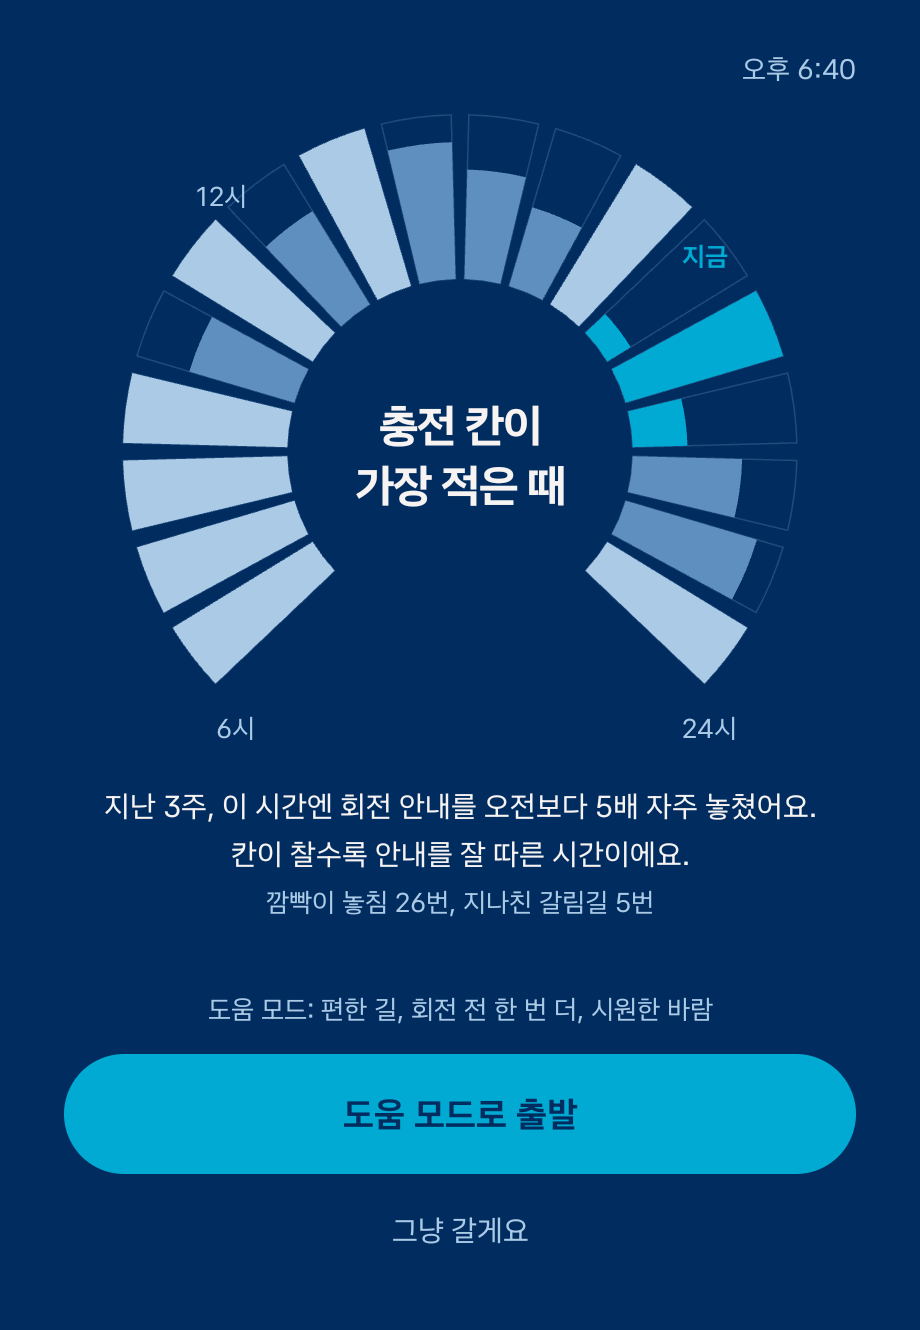 오후 6:40
12시
지금
충전 칸이
가장 적은 때
6시
24시
지난 3주, 이 시간엔 회전 안내를 오전보다 5배 자주 놓쳤어요.
칸이 찰수록 안내를 잘 따른 시간이에요.
깜빡이 놓침 26번, 지나친 갈림길 5번
도움 모드: 편한 길, 회전 전 한 번 더, 시원한 바람
도움 모드로 출발
그냥 갈게요